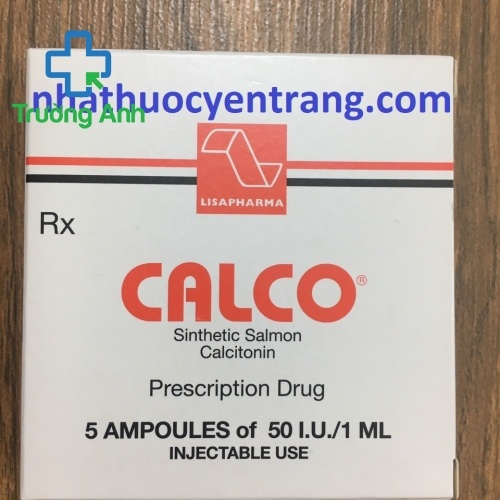 nhathuocyentrang.com
Trường Anh
LISAPHARMA
Rx
CALCO®
Sinthetic Salmon
Calcitonin
Prescription Drug
5 AMPOULES of 50 I.U./1 ML
INJECTABLE USE